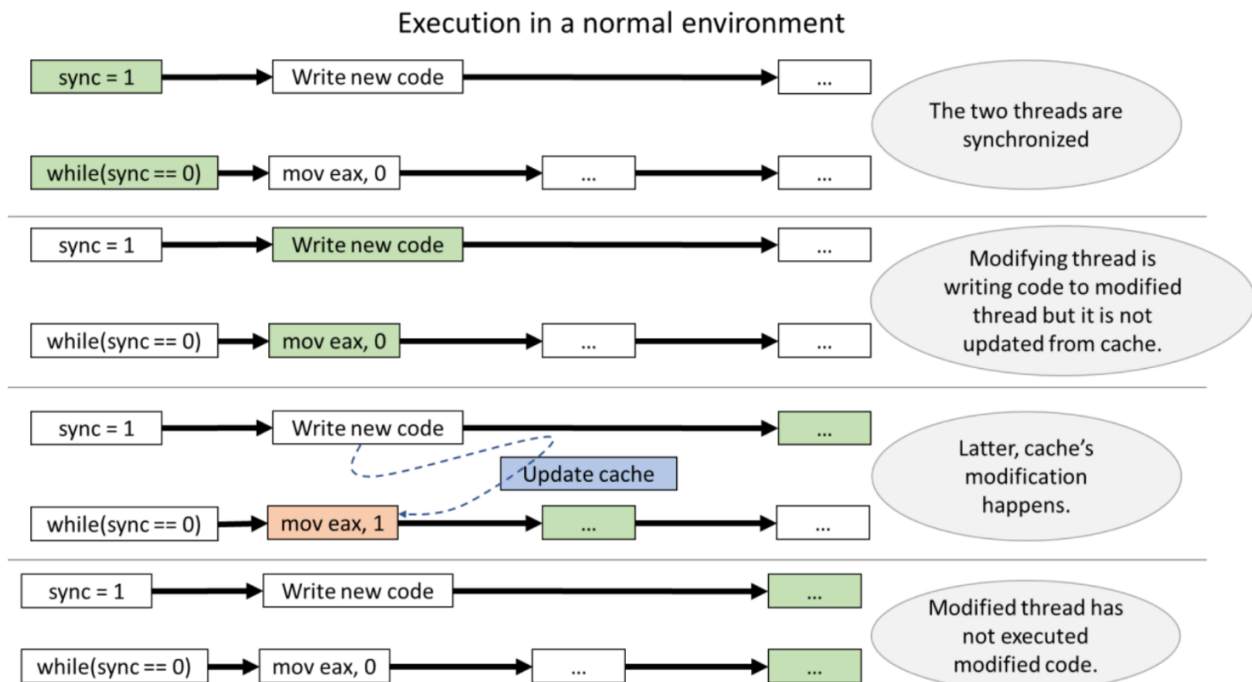 Execution in a normal environment
sync = 1
Write new code
...
while(sync == 0)
mov eax, 0
...
...
The two threads are
synchronized
sync = 1
Write new code
...
while(sync == 0)
mov eax, 0
...
...
Modifying thread is
writing code to modified
thread but it is not
updated from cache.
sync = 1
Write new code
...
Update cache
while(sync == 0)
mov eax, 1
...
...
Latter, cache's
modification
happens.
sync = 1
Write new code
...
while(sync == 0)
mov eax, 0
...
...
Modified thread has
not executed
modified code.